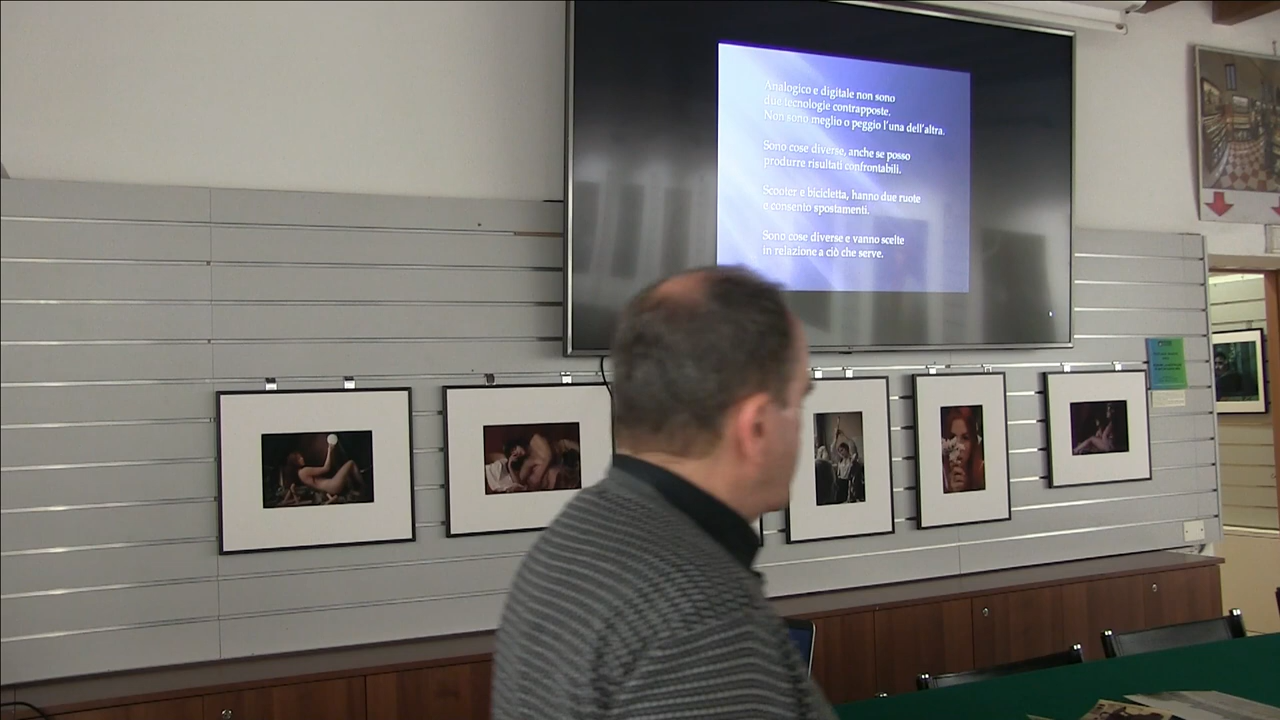 Analogico e digitale non sono
due tecnologie contrapposte.
Non sono meglio o peggio l'una dell'altra.
Sono cose diverse, anche se posso
produrre risultati confrontabili.
Scooter e bicicletta, hanno due ruote
e consento spostamenti.
Sono cose diverse e vanno scelte
in relazione a ciò che serve.